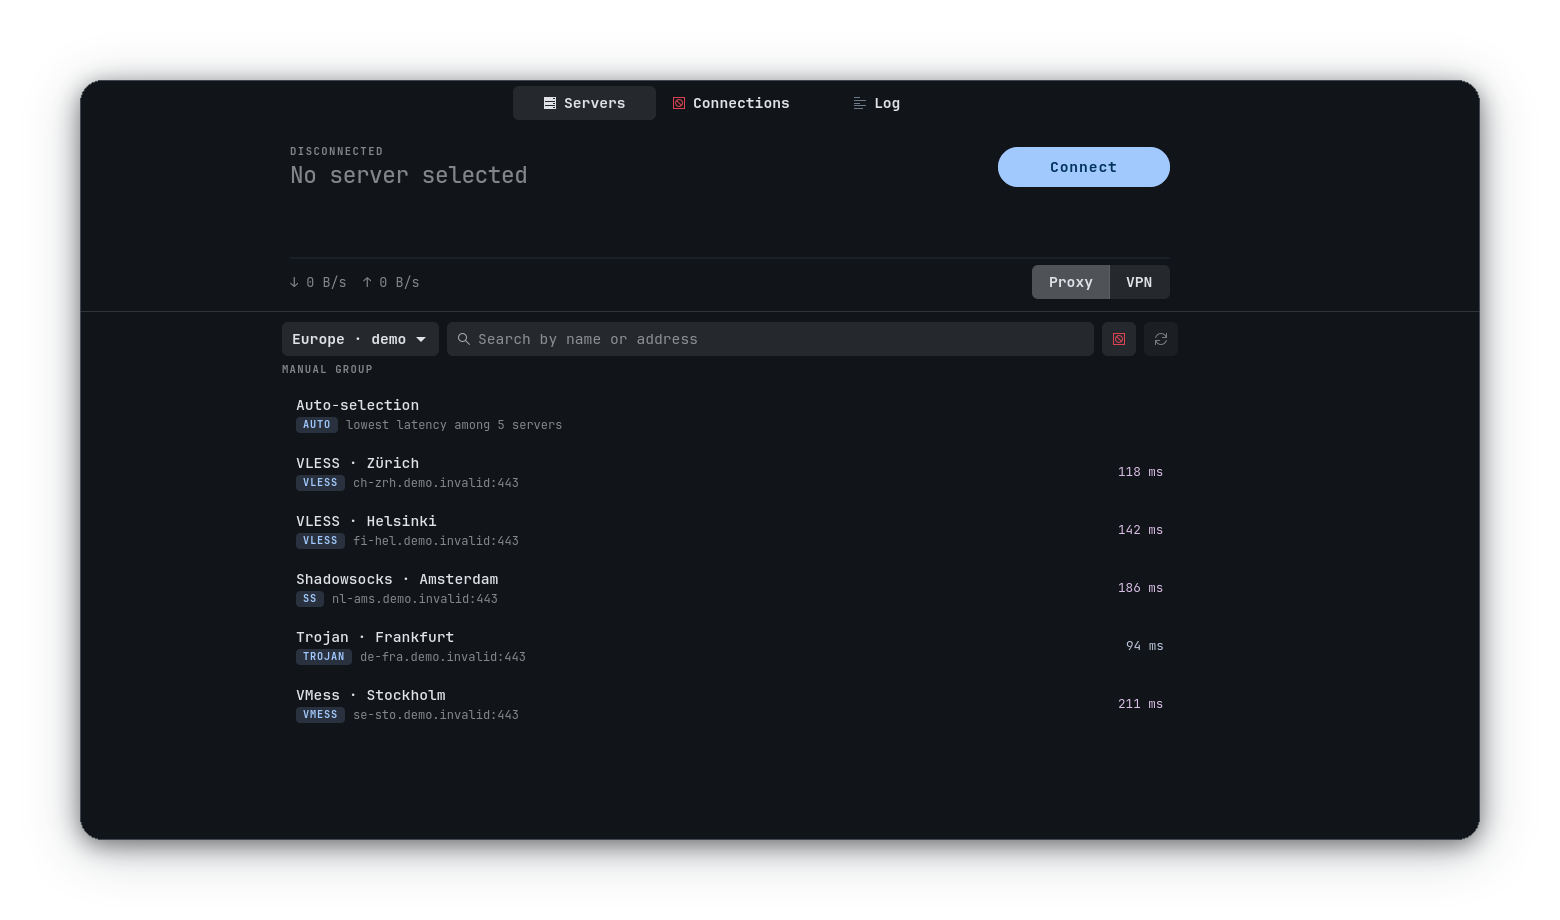 Servers Connections Log
DISCONNECTED
No server selected
Connect
↓ 0 B/s ↑ 0 B/s
Proxy VPN
Europe · demo
Search by name or address
MANUAL GROUP
Auto-selection
AUTO lowest latency among 5 servers
VLESS · Zürich
VLESS ch-zrh.demo.invalid:443
118 ms
VLESS · Helsinki
VLESS fi-hel.demo.invalid:443
142 ms
Shadowsocks · Amsterdam
SS nl-ams.demo.invalid:443
186 ms
Trojan · Frankfurt
TROJAN de-fra.demo.invalid:443
94 ms
VMess · Stockholm
VMESS se-sto.demo.invalid:443
211 ms